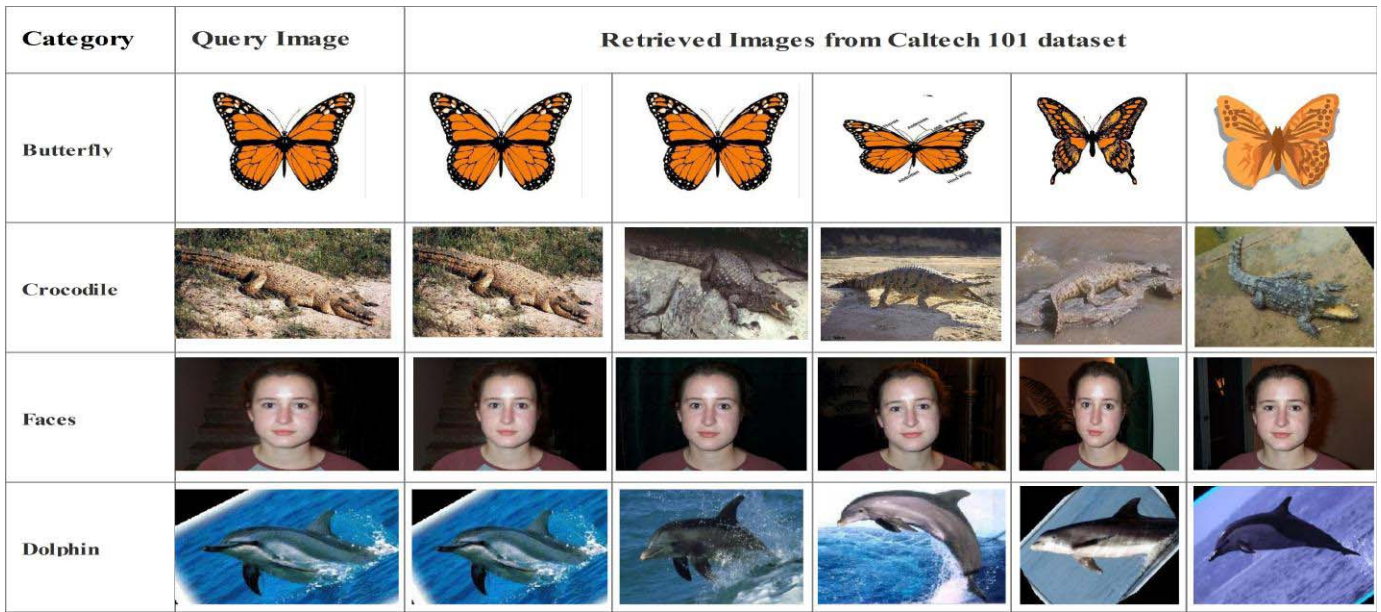 Category Query Image Retrieved Images from Caltech 101 dataset
Butterfly
Crocodile
Faces
Dolphin